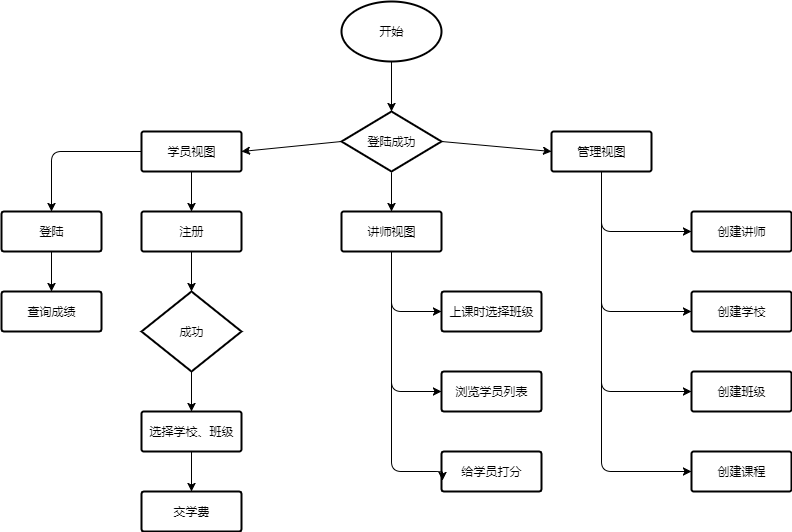 开始
登陆成功
学员视图
管理视图
登陆
注册
讲师视图
创建讲师
查询成绩
成功
上课时选择班级
创建学校
浏览学员列表
创建班级
选择学校、班级
给学员打分
创建课程
交学费